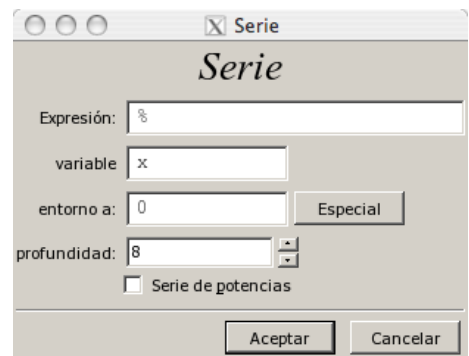 Serie
Serie
Expresión: %
variable x
entorno a: 0 Especial
profundidad: 8
Serie de potencias
Aceptar Cancelar